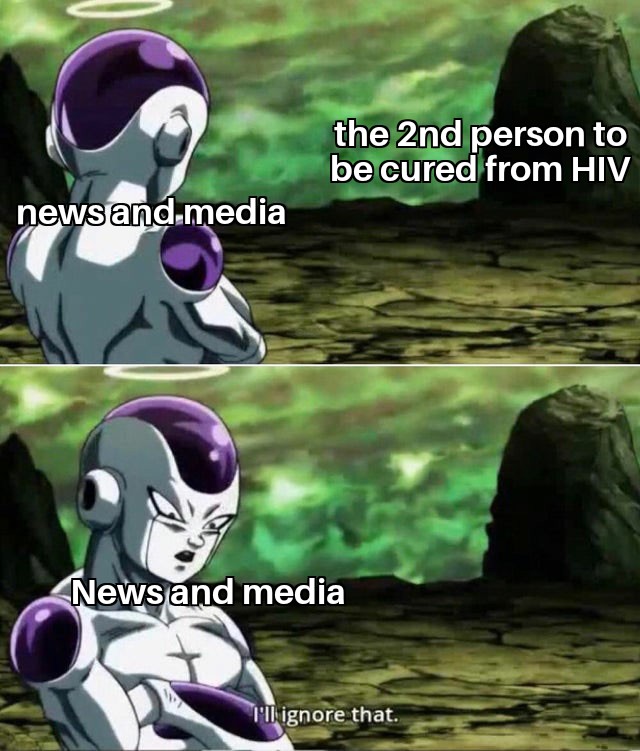 the 2nd person to
be cured from HIV
news and media
News and media
I'll ignore that.